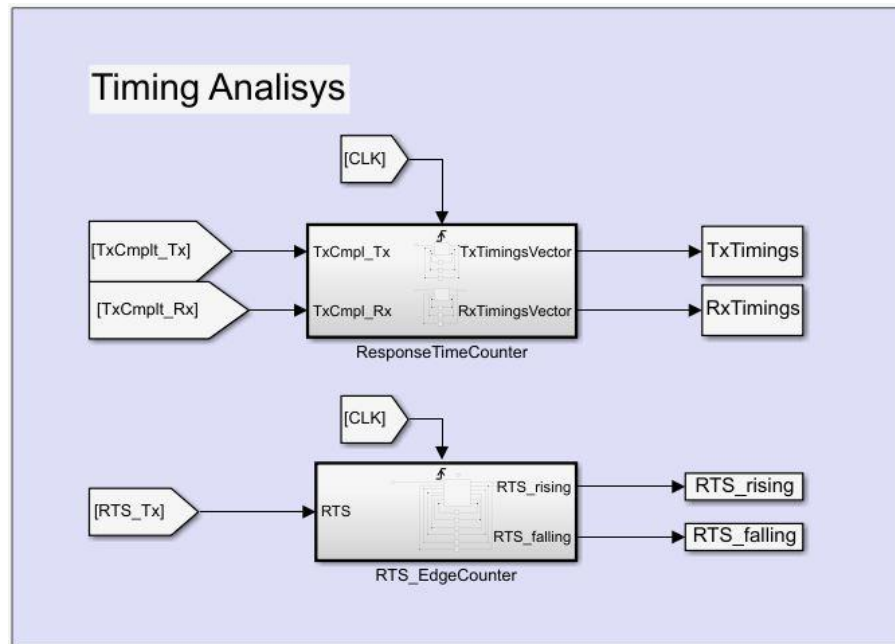 Timing Analisys
[CLK]
[TxCmplt_Tx]
TxCmpl_Tx
TxTimingsVector
TxTimings
[TxCmplt_Rx]
TxCmpl_Rx
RxTimingsVector
RxTimings
ResponseTimeCounter
[CLK]
[RTS_Tx]
RTS
RTS_rising
RTS_rising
RTS_falling
RTS_falling
RTS_EdgeCounter